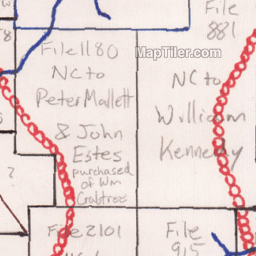 File
881
File 1180
NC to
Peter Mallett
& John
Estes
purchased
of Wm
Crabtree
MapTiler.com
NC to
William
Kennedy
8
?
File 2101
File
915